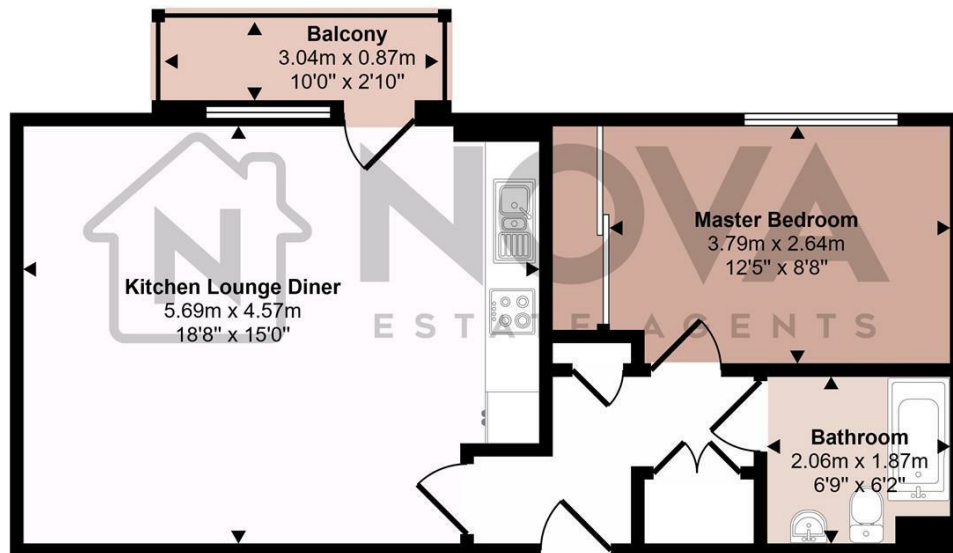 Balcony
3.04m x 0.87m
10'0" x 2'10"
N NOVA
ESTATE AGENTS
Master Bedroom
3.79m x 2.64m
12'5" x 8'8"
Kitchen Lounge Diner
5.69m x 4.57m
18'8" x 15'0"
Bathroom
2.06m x 1.87m
6'9" x 6'2"